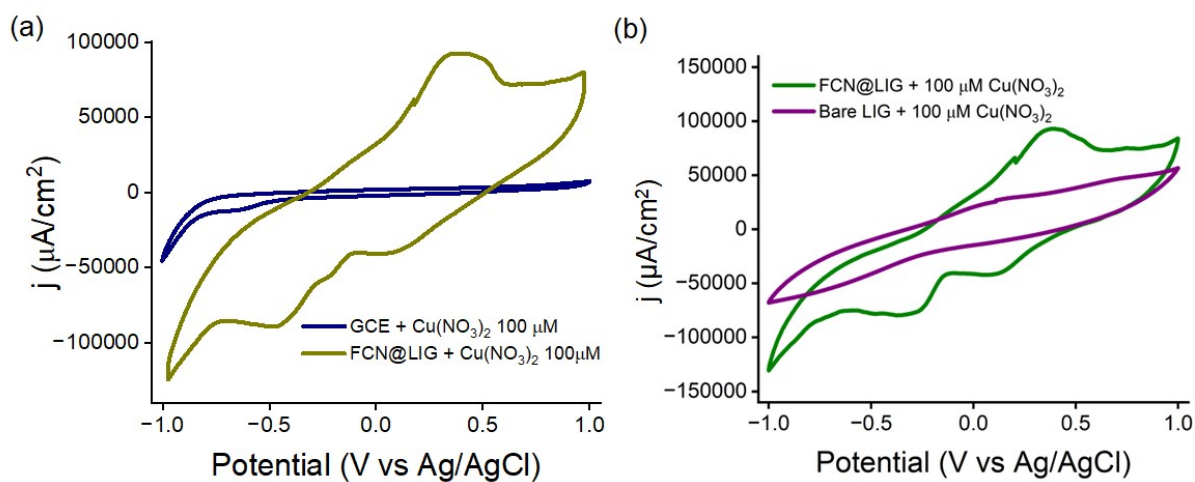 (a)
100000
50000
0
−50000
−100000
j (μA/cm²)
GCE + Cu(NO₃)₂ 100 μM
FCN@LIG + Cu(NO₃)₂ 100μM
−1.0 −0.5 0.0 0.5 1.0
Potential (V vs Ag/AgCl)
(b)
150000
100000
50000
0
−50000
−100000
−150000
j (μA/cm²)
FCN@LIG + 100 μM Cu(NO₃)₂
Bare LIG + 100 μM Cu(NO₃)₂
−1.0 −0.5 0.0 0.5 1.0
Potential (V vs Ag/AgCl)